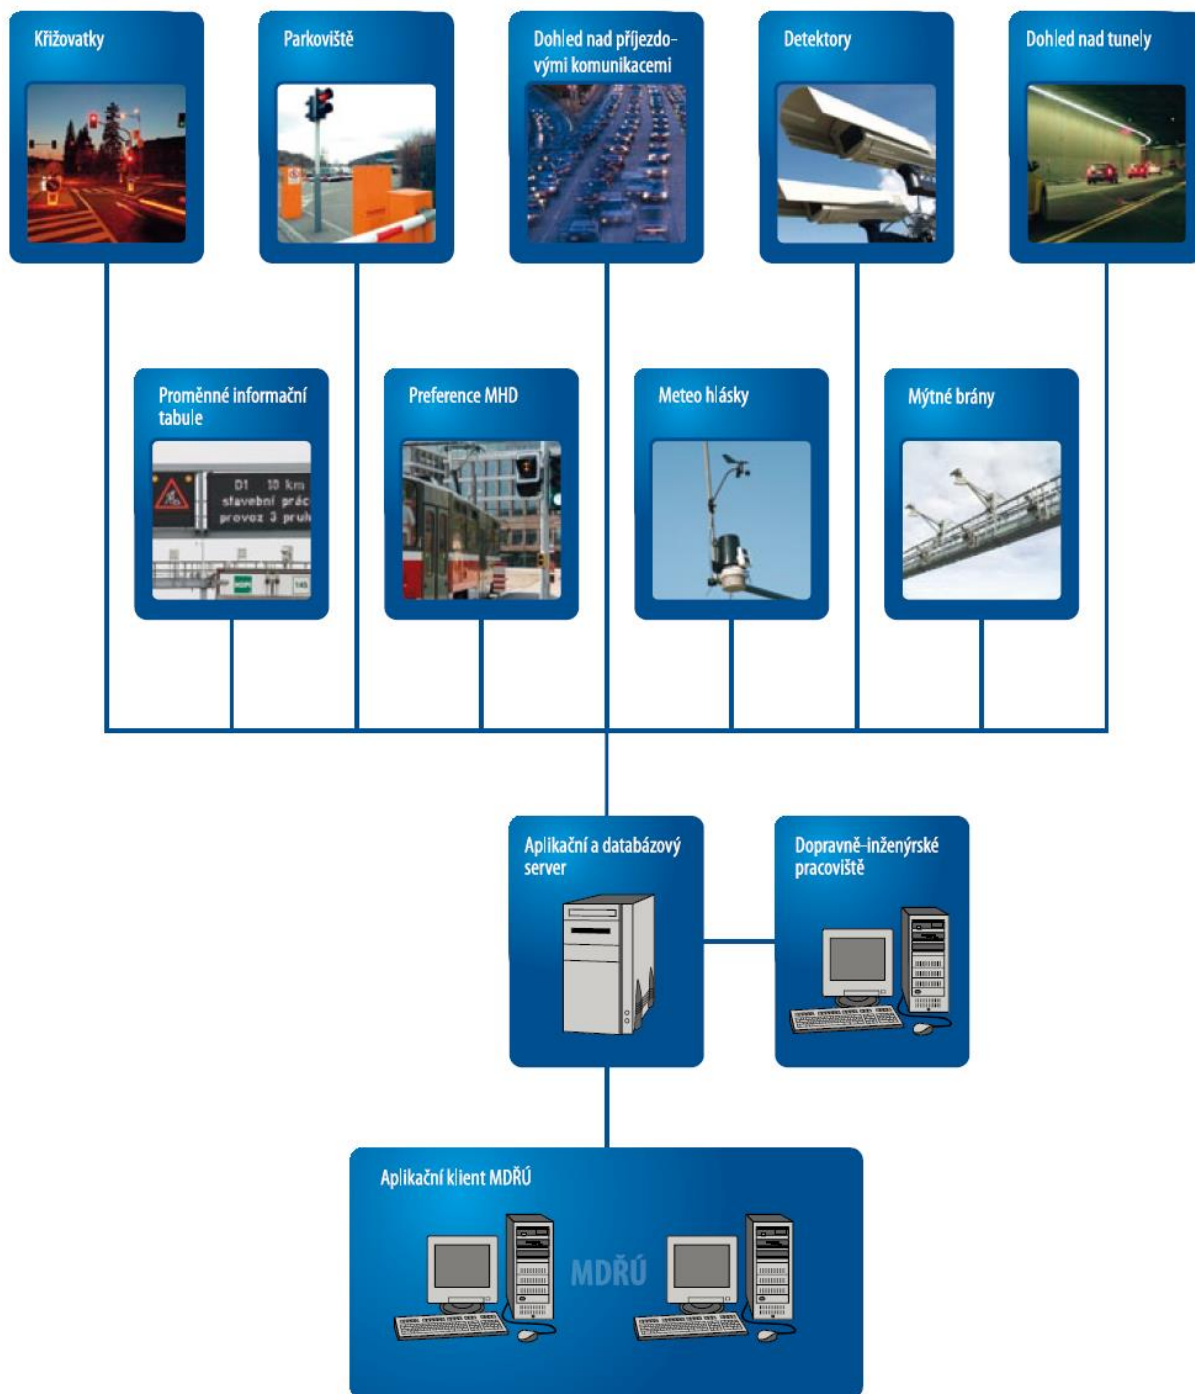 Křižovatky
Parkoviště
Dohled nad příjezdo-
vými komunikacemi
Detektory
Dohled nad tunely
Proměnné informační
tabule
D1 10 km
stavební prác
provoz 3 pruh
Preference MHD
Meteo hlásky
Mýtné brány
Aplikační a databázový
server
Dopravně-inženýrské
pracoviště
Aplikační klient MDŘÚ
MDŘÚ